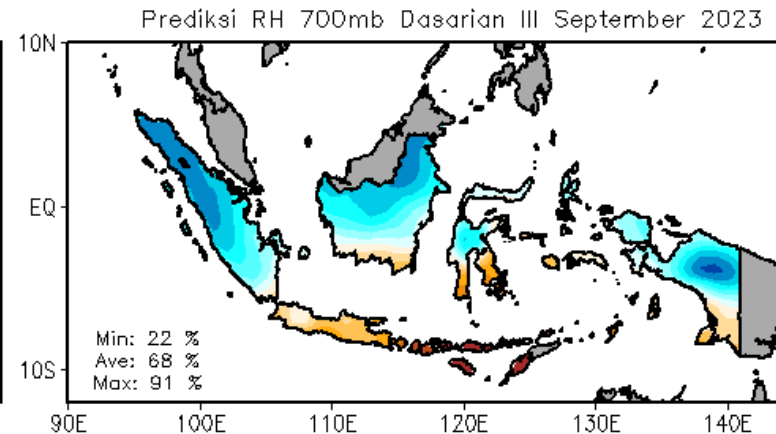 Prediksi RH 700mb Dasarian III September 2023
10N
EQ
10S
Min: 22 %
Ave: 68 %
Max: 91 %
90E 100E 110E 120E 130E 140E